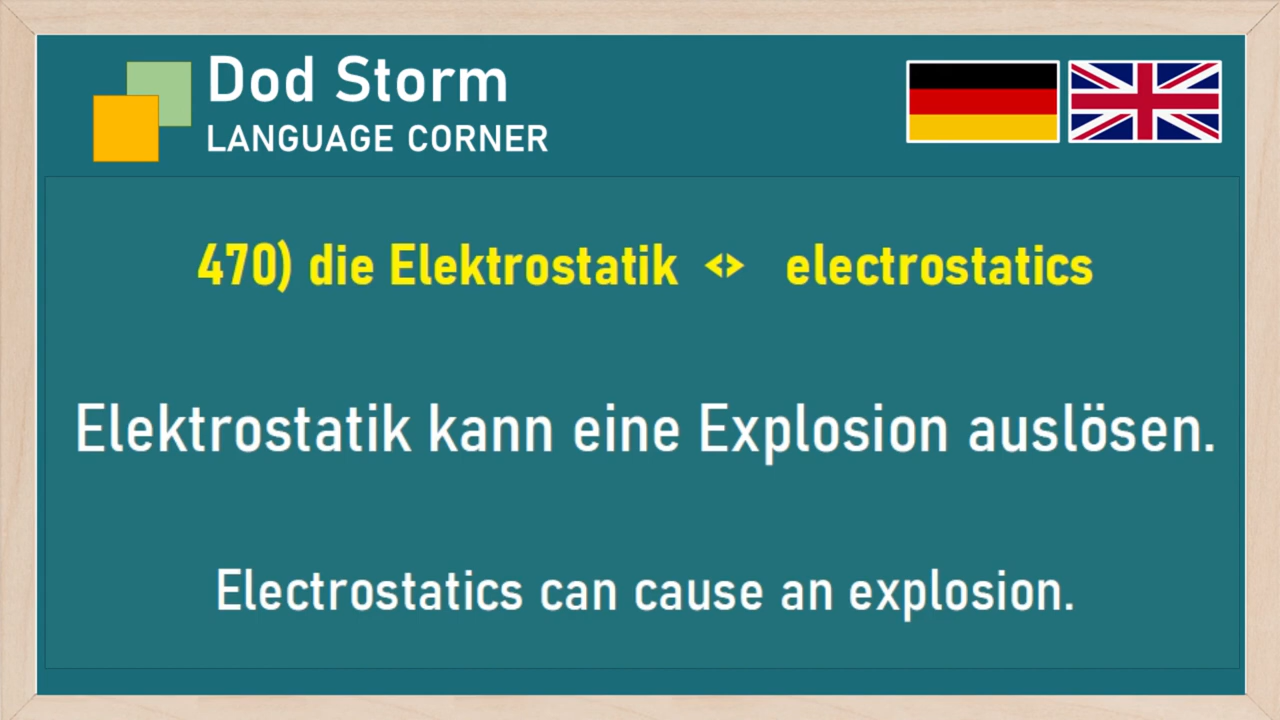 Dod Storm
LANGUAGE CORNER
470) die Elektrostatik <> electrostatics
Elektrostatik kann eine Explosion auslösen.
Electrostatics can cause an explosion.